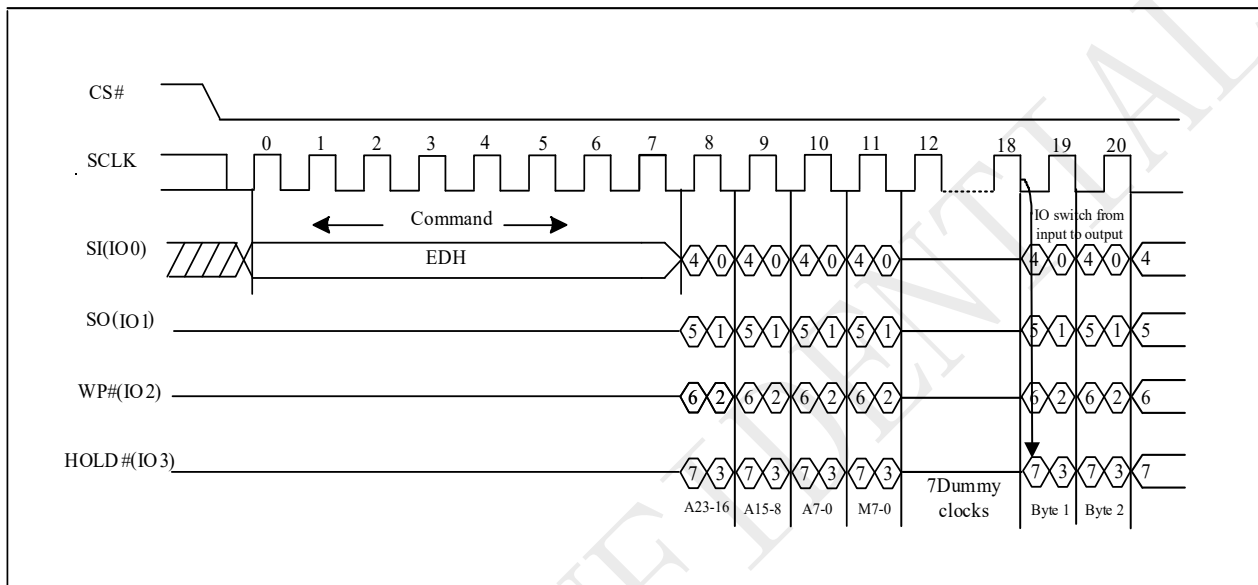 CS#
0 1 2 3 4 5 6 7 8 9 10 11 12 18 19 20
SCLK
Command
IO switch from
input to output
SI(IO0) EDH 4 0 4 0 4 0 4 0 4 0 4 0 4
SO(IO1) 5 1 5 1 5 1 5 1 5 1 5 1 5
WP#(IO2) 6 2 6 2 6 2 6 2 6 2 6 2 6
HOLD#(IO3) 7 3 7 3 7 3 7 3 7 3 7 3 7
A23-16 A15-8 A7-0 M7-0 7Dummy
clocks Byte 1 Byte 2